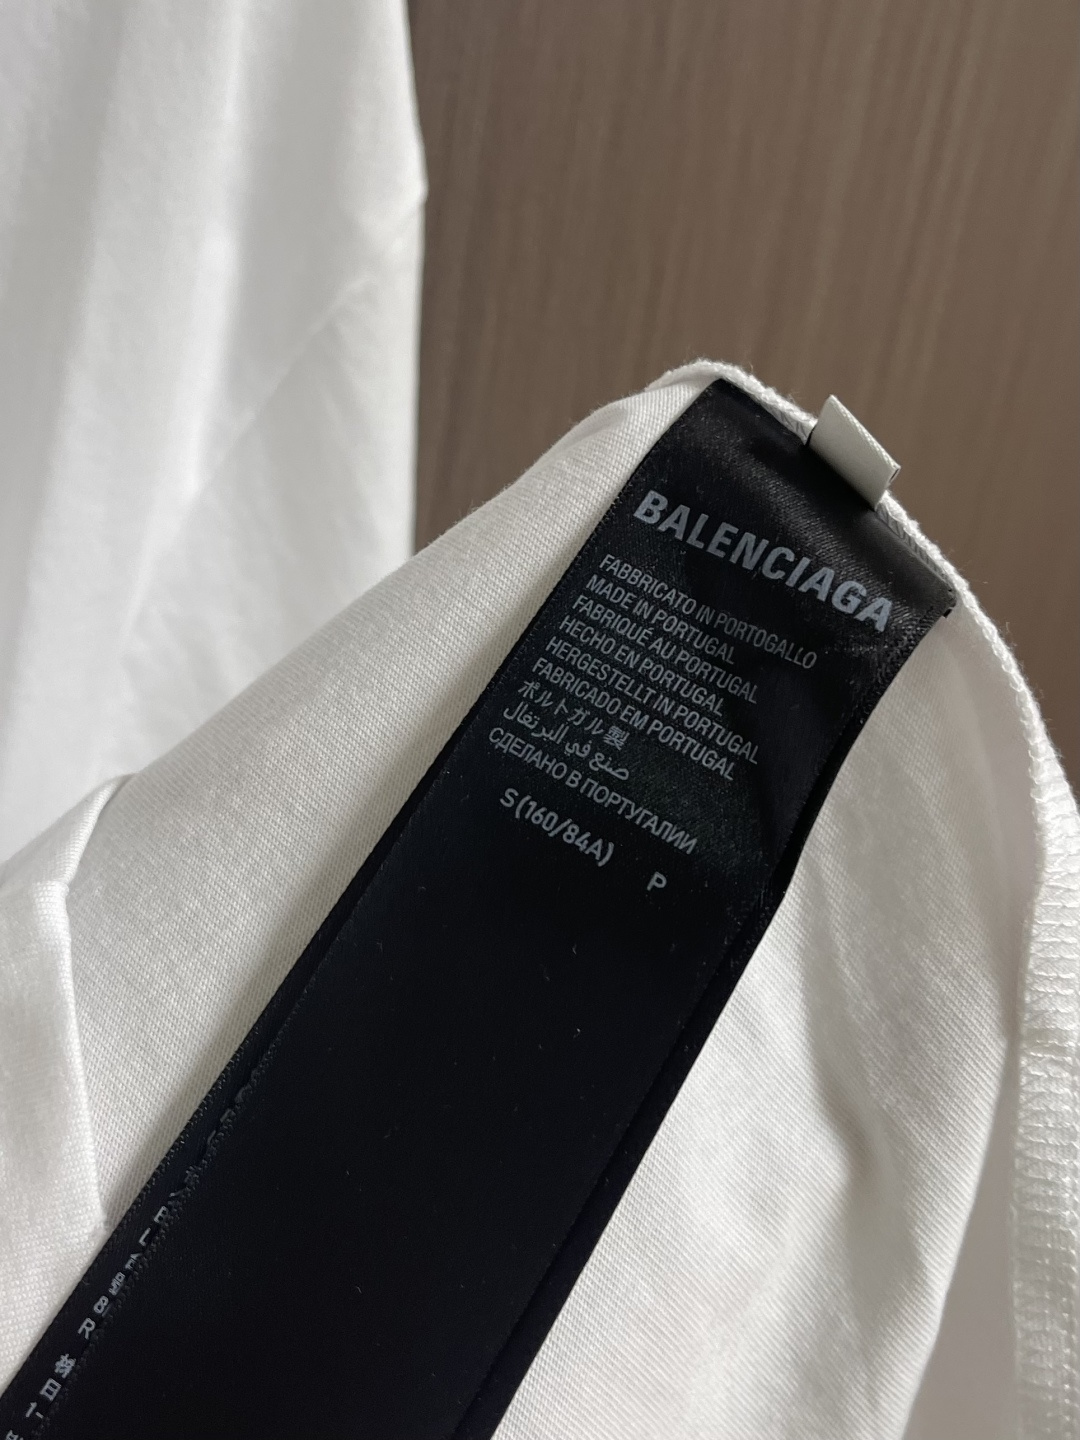 BALENCIAGA
FABBRICATO IN PORTOGALLO
MADE IN PORTUGAL
FABRIQUÉ AU PORTUGAL
HECHO EN PORTUGAL
HERGESTELLT IN PORTUGAL
FABRICADO EM PORTUGAL
ポルトガル製
صنع في البرتغال
СДЕЛАНО В ПОРТУГАЛИИ
S (160/84A)
P